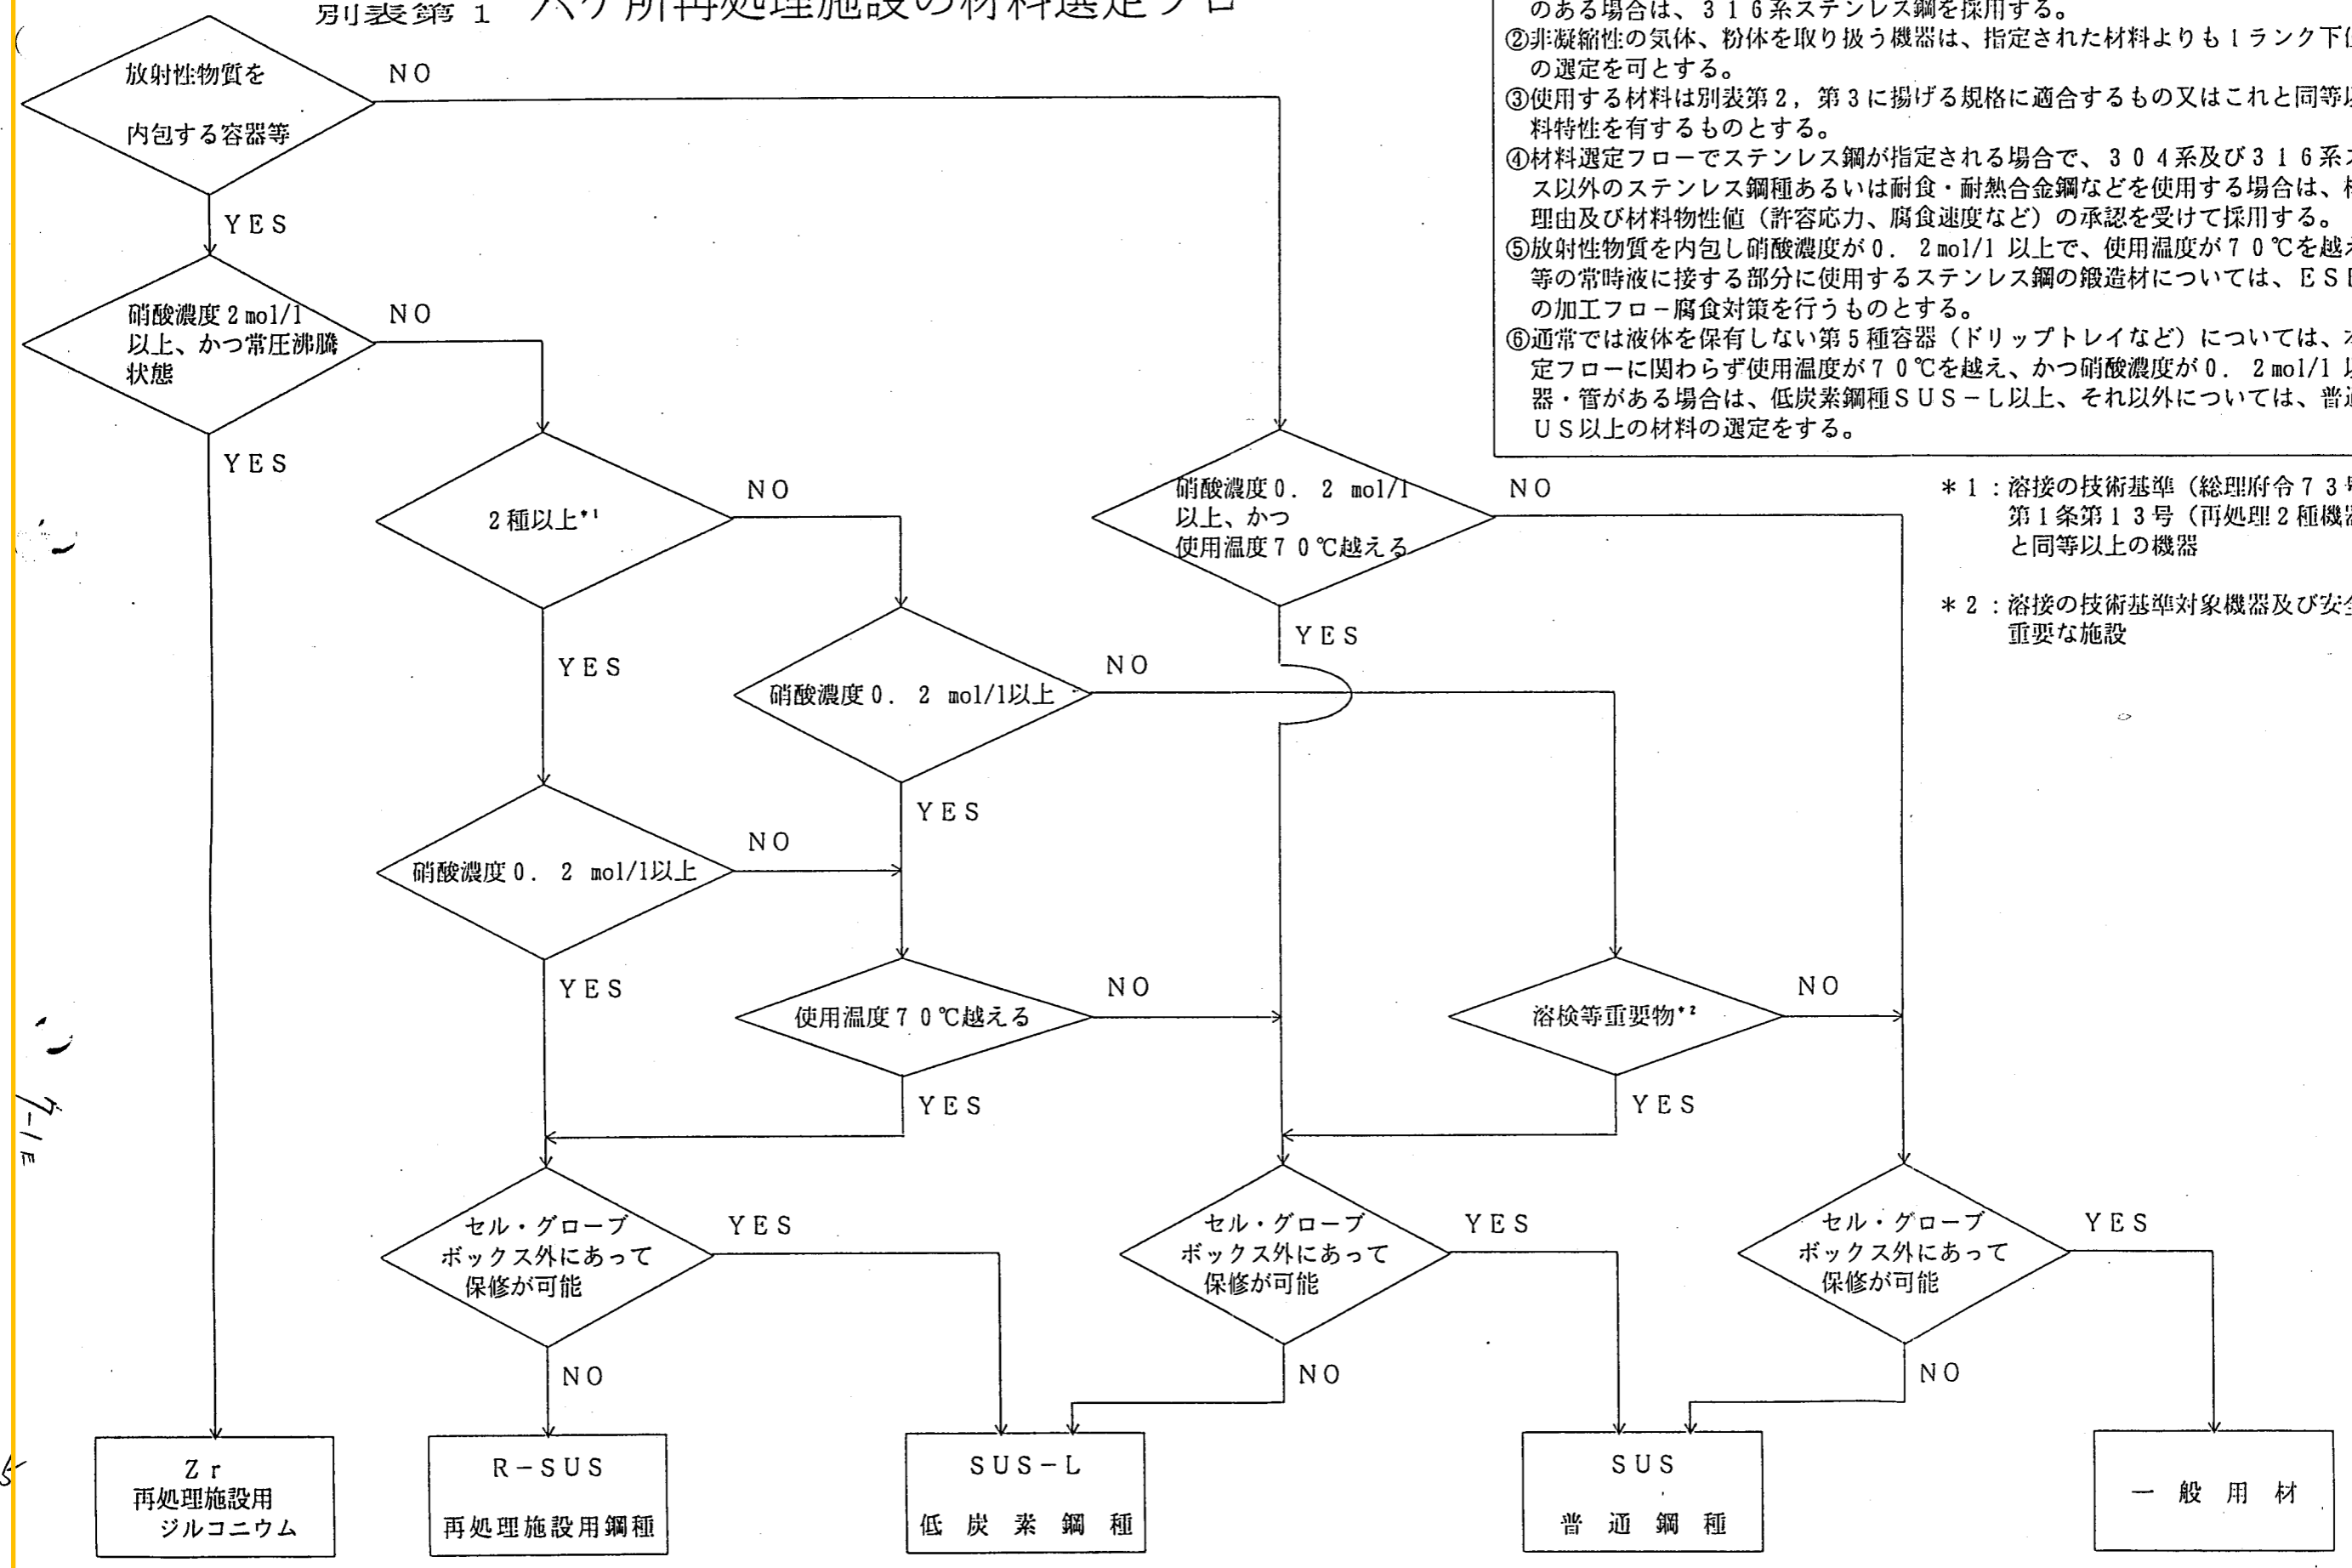 別表第１ 六ヶ所再処理施設の材料選定フロー
のある場合は、３１６系ステンレス鋼を採用する。
②非凝縮性の気体、粉体を取り扱う機器は、指定された材料よりも１ランク下
の選定を可とする。
③使用する材料は別表第２，第３に揚げる規格に適合するもの又はこれと同等
料特性を有するものとする。
④材料選定フローでステンレス鋼が指定される場合で、３０４系及び３１６系
ス以外のステンレス鋼種あるいは耐食・耐熱合金鋼などを使用する場合は、
理由及び材料物性値（許容応力、腐食速度など）の承認を受けて採用する。
⑤放射性物質を内包し硝酸濃度が０．２mol/l 以上で、使用温度が７０℃を越
等の常時液に接する部分に使用するステンレス鋼の鍛造材については、ＥＳ
の加工フロー腐食対策を行うものとする。
⑥通常では液体を保有しない第５種容器（ドリップトレイなど）については、
定フローに関わらず使用温度が７０℃を越え、かつ硝酸濃度が０．２mol/l
器・管がある場合は、低炭素鋼種ＳＵＳ－Ｌ以上、それ以外については、普
ＵＳ以上の材料の選定をする。
＊１：溶接の技術基準（総理府令７３
第１条第１３号（再処理２種機
と同等以上の機器
＊２：溶接の技術基準対象機器及び安
重要な施設
放射性物質を
内包する容器等
ＮＯ
ＹＥＳ
硝酸濃度２mol/l
以上、かつ常圧沸騰
状態
ＮＯ
ＹＥＳ
２種以上*¹
ＮＯ
ＹＥＳ
硝酸濃度０．２ mol/l
以上、かつ
使用温度７０℃越える
ＮＯ
ＹＥＳ
硝酸濃度０．２ mol/l以上
ＮＯ
ＹＥＳ
硝酸濃度０．２ mol/l以上
ＮＯ
ＹＥＳ
使用温度７０℃越える
ＮＯ
ＹＥＳ
溶検等重要物*²
ＮＯ
ＹＥＳ
セル・グローブ
ボックス外にあって
保修が可能
ＹＥＳ
ＮＯ
セル・グローブ
ボックス外にあって
保修が可能
ＹＥＳ
ＮＯ
セル・グローブ
ボックス外にあって
保修が可能
ＹＥＳ
ＮＯ
Ｚｒ
再処理施設用
ジルコニウム
Ｒ－ＳＵＳ
再処理施設用鋼種
ＳＵＳ－Ｌ
低炭素鋼種
ＳＵＳ
普通鋼種
一般用材